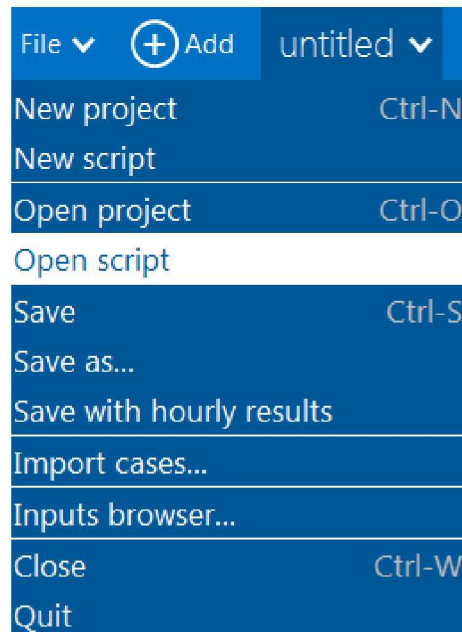 File Add untitled
New project Ctrl-N
New script
Open project Ctrl-O
Open script
Save Ctrl-S
Save as...
Save with hourly results
Import cases...
Inputs browser...
Close Ctrl-W
Quit